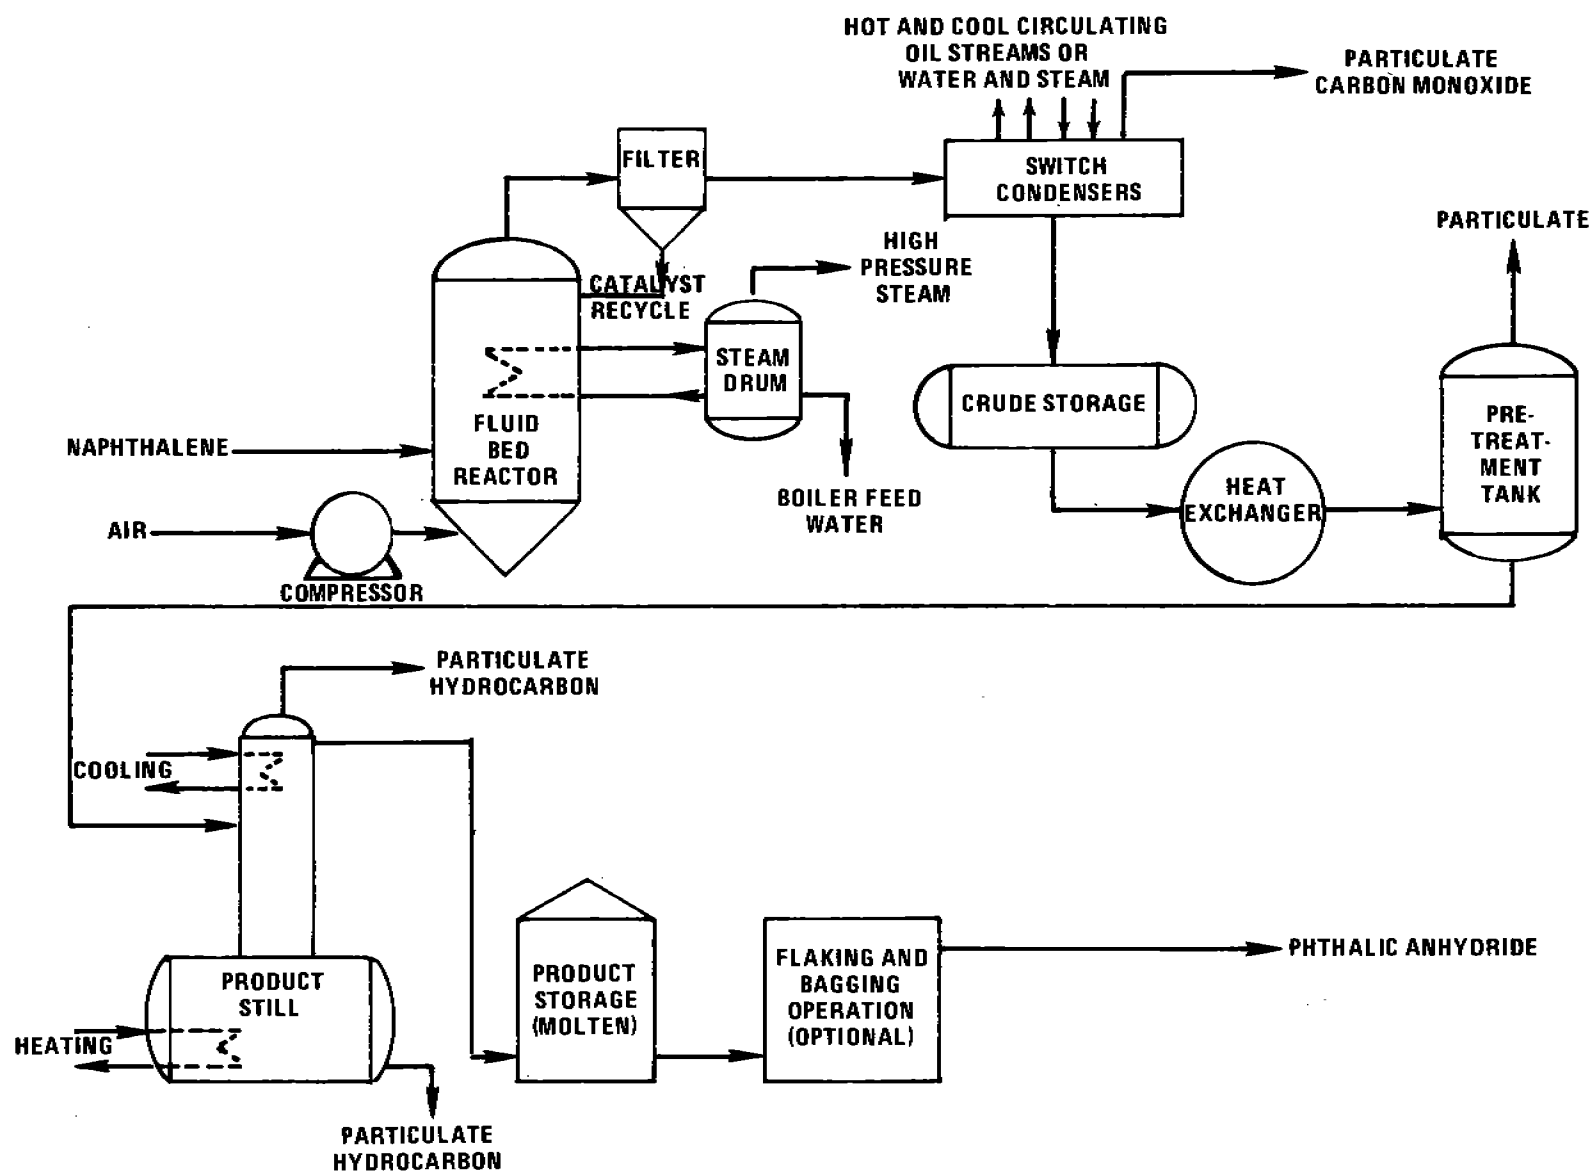 HOT AND COOL CIRCULATING
OIL STREAMS OR
WATER AND STEAM
PARTICULATE
CARBON MONOXIDE
FILTER
SWITCH
CONDENSERS
PARTICULATE
HIGH
PRESSURE
STEAM
CATALYST
RECYCLE
STEAM
DRUM
CRUDE STORAGE
PRE-
TREAT-
MENT
TANK
NAPHTHALENE
FLUID
BED
REACTOR
BOILER FEED
WATER
HEAT
EXCHANGER
AIR
COMPRESSOR
PARTICULATE
HYDROCARBON
COOLING
PRODUCT
STILL
HEATING
PRODUCT
STORAGE
(MOLTEN)
FLAKING AND
BAGGING
OPERATION
(OPTIONAL)
PHTHALIC ANHYDRIDE
PARTICULATE
HYDROCARBON